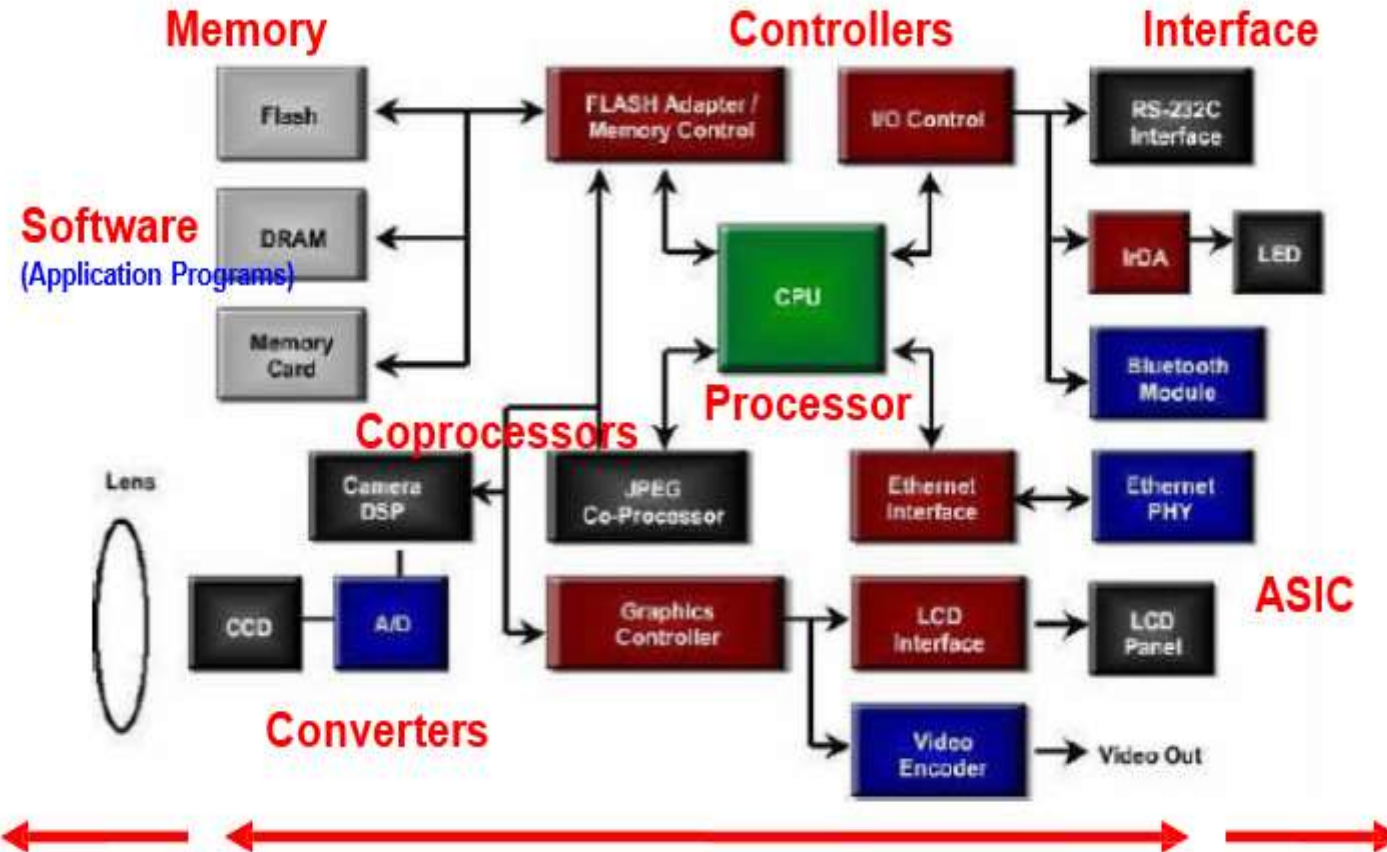 Memory
Controllers
Interface
Flash
FLASH Adapter /
Memory Control
I/O Control
RS-232C
Interface
Software
(Application Programs)
DRAM
CPU
IrDA
LED
Memory
Card
Bluetooth
Module
Processor
Coprocessors
Lens
Camera
DSP
JPEG
Co-Processor
Ethernet
Interface
Ethernet
PHY
CCD
A/D
Graphics
Controller
LCD
Interface
LCD
Panel
ASIC
Converters
Video
Encoder
Video Out